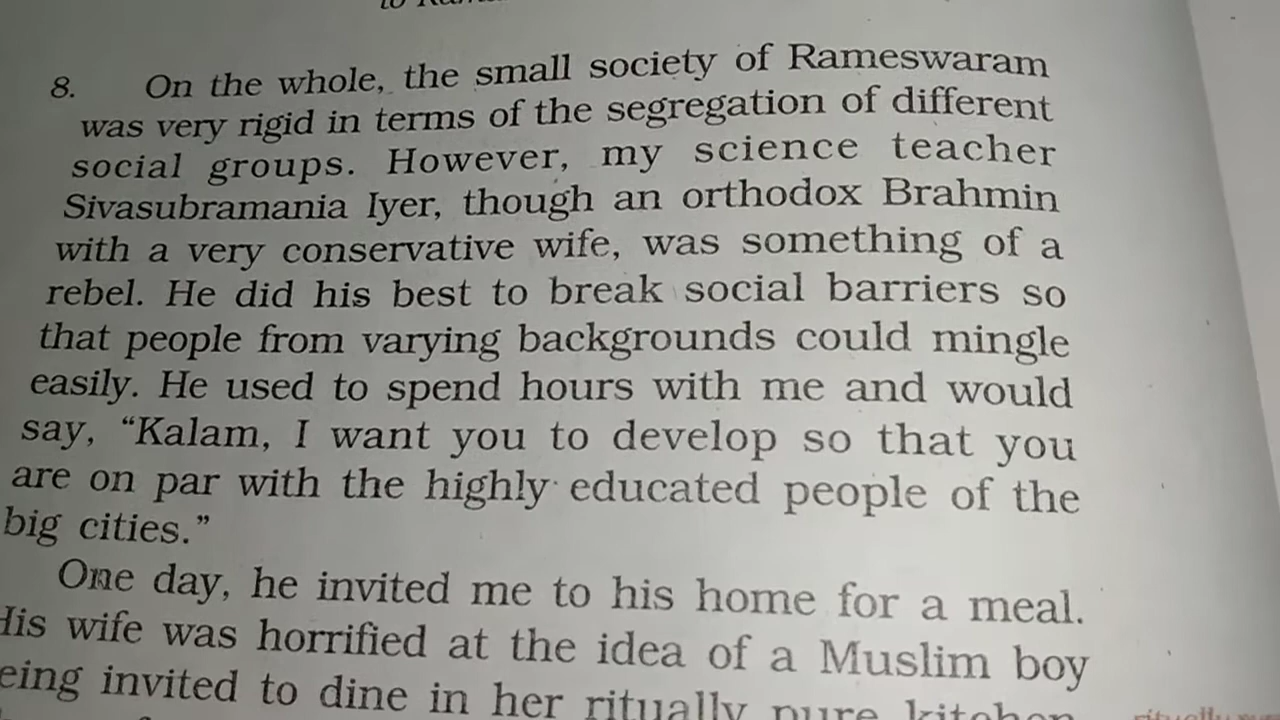 8. On the whole, the small society of Rameswaram
was very rigid in terms of the segregation of different
social groups. However, my science teacher
Sivasubramania Iyer, though an orthodox Brahmin
with a very conservative wife, was something of a
rebel. He did his best to break social barriers so
that people from varying backgrounds could mingle
easily. He used to spend hours with me and would
say, “Kalam, I want you to develop so that you
are on par with the highly educated people of the
big cities.”
One day, he invited me to his home for a meal.
His wife was horrified at the idea of a Muslim boy
eing invited to dine in her ritually pure kitchen